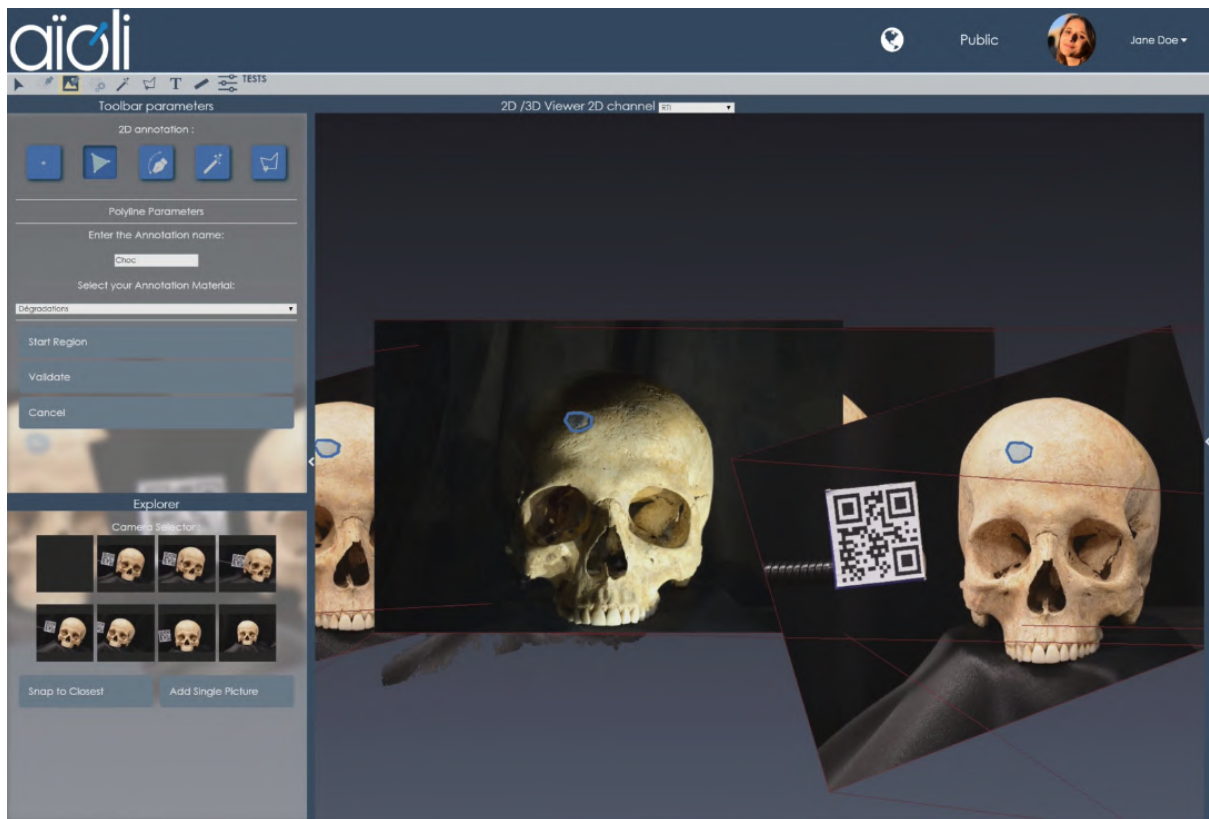 aïoli
Public
Jane Doe
T
TESTS
Toolbar parameters
2D /3D Viewer 2D channel RTI
2D annotation :
Polyline Parameters
Enter the Annotation name:
Choc
Select your Annotation Material:
Dégradations
Start Region
Validate
Cancel
Explorer
Camera Selector :
Snap to Closest
Add Single Picture